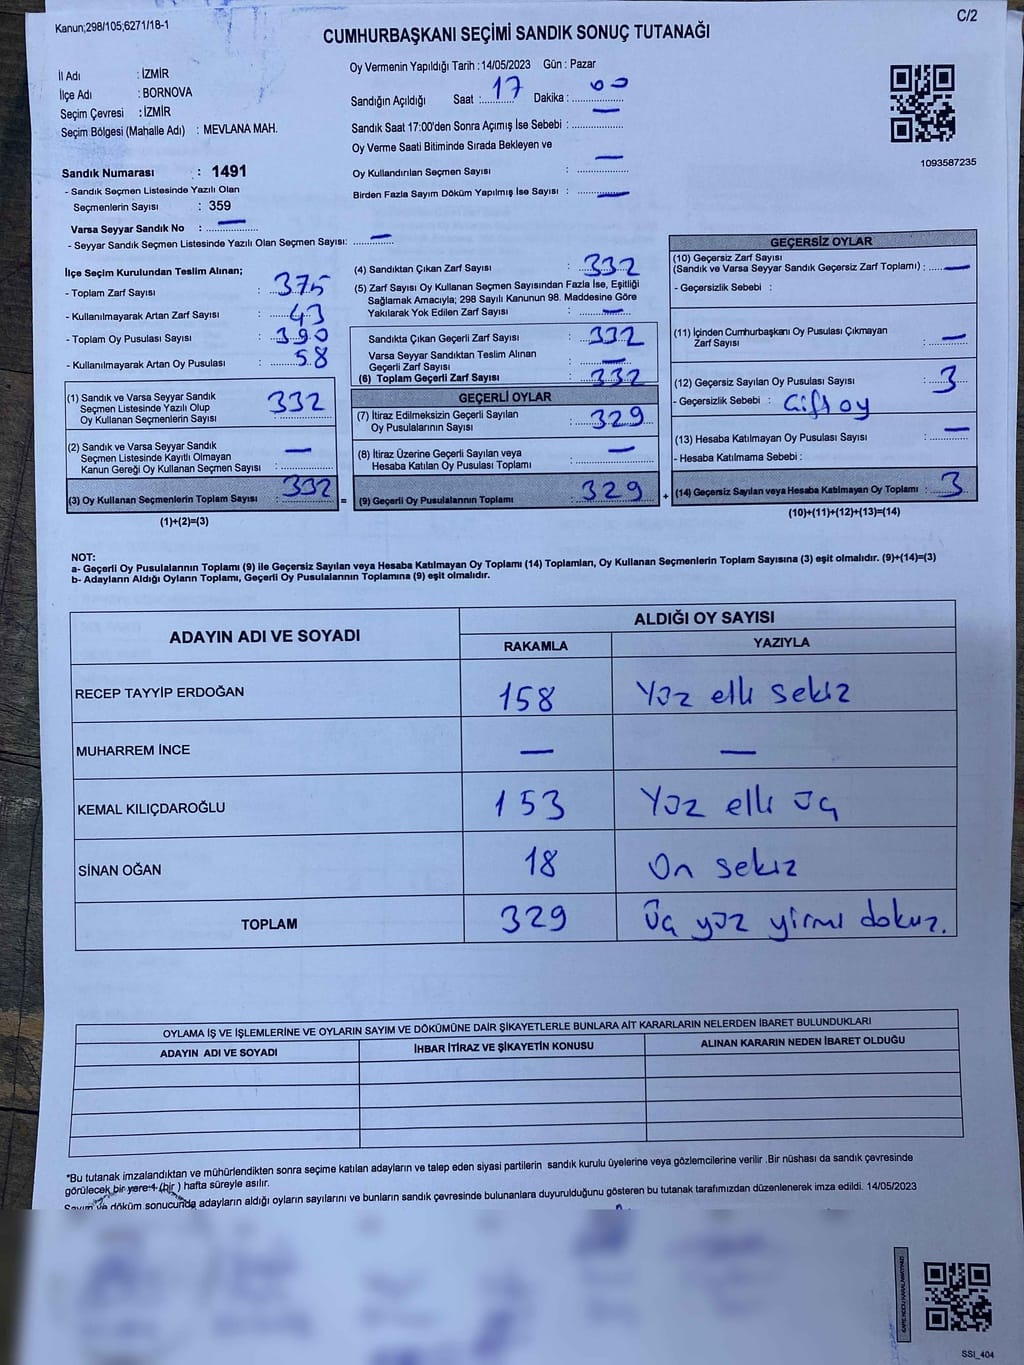 Kanun;298/105;6271/18-1
C/2
CUMHURBAŞKANI SEÇİMİ SANDIK SONUÇ TUTANAĞI
İl Adı : İZMİR
İlçe Adı : BORNOVA
Seçim Çevresi : İZMİR
Seçim Bölgesi (Mahalle Adı) : MEVLANA MAH.
Sandık Numarası : 1491
- Sandık Seçmen Listesinde Yazılı Olan
Seçmenlerin Sayısı : 359
Varsa Seyyar Sandık No : —
- Seyyar Sandık Seçmen Listesinde Yazılı Olan Seçmen Sayısı: —
Oy Vermenin Yapıldığı Tarih : 14/05/2023 Gün : Pazar
Sandığın Açıldığı Saat : 17 Dakika : 00
Sandık Saat 17:00'den Sonra Açımış İse Sebebi : —
Oy Verme Saati Bitiminde Sırada Bekleyen ve
Oy Kullandırılan Seçmen Sayısı : —
Birden Fazla Sayım Döküm Yapılmış İse Sayısı : —
1093587235
İlçe Seçim Kurulundan Teslim Alınan;
- Toplam Zarf Sayısı : 375
- Kullanılmayarak Artan Zarf Sayısı : 43
- Toplam Oy Pusulası Sayısı : 390
- Kullanılmayarak Artan Oy Pusulası : 58
(1) Sandık ve Varsa Seyyar Sandık
Seçmen Listesinde Yazılı Olup
Oy Kullanan Seçmenlerin Sayısı : 332
(2) Sandık ve Varsa Seyyar Sandık
Seçmen Listesinde Kayıtlı Olmayan
Kanun Gereği Oy Kullanan Seçmen Sayısı : —
(3) Oy Kullanan Seçmenlerin Toplam Sayısı : 332
(1)+(2)=(3)
=
(4) Sandıktan Çıkan Zarf Sayısı : 332
(5) Zarf Sayısı Oy Kullanan Seçmen Sayısından Fazla İse, Eşitliği
Sağlamak Amacıyla; 298 Sayılı Kanunun 98. Maddesine Göre
Yakılarak Yok Edilen Zarf Sayısı : —
Sandıkta Çıkan Geçerli Zarf Sayısı : 332
Varsa Seyyar Sandıktan Teslim Alınan
Geçerli Zarf Sayısı : —
(6) Toplam Geçerli Zarf Sayısı : 332
GEÇERLİ OYLAR
(7) İtiraz Edilmeksizin Geçerli Sayılan
Oy Pusulalarının Sayısı : 329
(8) İtiraz Üzerine Geçerli Sayılan veya
Hesaba Katılan Oy Pusulası Toplamı : —
(9) Geçerli Oy Pusulalarının Toplamı : 329
+
GEÇERSİZ OYLAR
(10) Geçersiz Zarf Sayısı
(Sandık ve Varsa Seyyar Sandık Geçersiz Zarf Toplamı) : —
- Geçersizlik Sebebi :
(11) İçinden Cumhurbaşkanı Oy Pusulası Çıkmayan
Zarf Sayısı : —
(12) Geçersiz Sayılan Oy Pusulası Sayısı : 3
- Geçersizlik Sebebi : Çift oy
(13) Hesaba Katılmayan Oy Pusulası Sayısı : —
- Hesaba Katılmama Sebebi :
(14) Geçersiz Sayılan veya Hesaba Katılmayan Oy Toplamı : 3
(10)+(11)+(12)+(13)=(14)
NOT:
a- Geçerli Oy Pusulalarının Toplamı (9) ile Geçersiz Sayılan veya Hesaba Katılmayan Oy Toplamı (14) Toplamları, Oy Kullanan Seçmenlerin Toplam Sayısına (3) eşit olmalıdır. (9)+(14)=(3)
b- Adayların Aldığı Oyların Toplamı, Geçerli Oy Pusulalarının Toplamına (9) eşit olmalıdır.
ADAYIN ADI VE SOYADI ALDIĞI OY SAYISI
RAKAMLA YAZIYLA
RECEP TAYYİP ERDOĞAN 158 Yüz elli sekiz
MUHARREM İNCE — —
KEMAL KILIÇDAROĞLU 153 Yüz elli üç
SİNAN OĞAN 18 On sekiz
TOPLAM 329 Üç yüz yirmi dokuz.
OYLAMA İŞ VE İŞLEMLERİNE VE OYLARIN SAYIM VE DÖKÜMÜNE DAİR ŞİKAYETLERLE BUNLARA AİT KARARLARIN NELERDEN İBARET BULUNDUKLARI
ADAYIN ADI VE SOYADI İHBAR İTİRAZ VE ŞİKAYETİN KONUSU ALINAN KARARIN NEDEN İBARET OLDUĞU
*Bu tutanak imzalandıktan ve mühürlendikten sonra seçime katılan adayların ve talep eden siyasi partilerin sandık kurulu üyelerine veya gözlemcilerine verilir .Bir nüshası da sandık çevresinde
görülecek bir yere 1 (bir ) hafta süreyle asılır.
Sayım ve döküm sonucunda adayların aldığı oyların sayılarını ve bunların sandık çevresinde bulunanlara duyurulduğunu gösteren bu tutanak tarafımızdan düzenlenerek imza edildi. 14/05/2023
SSI_404